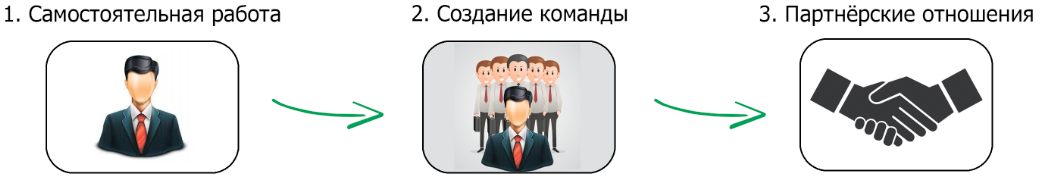 1. Самостоятельная работа
2. Создание команды
3. Партнёрские отношения